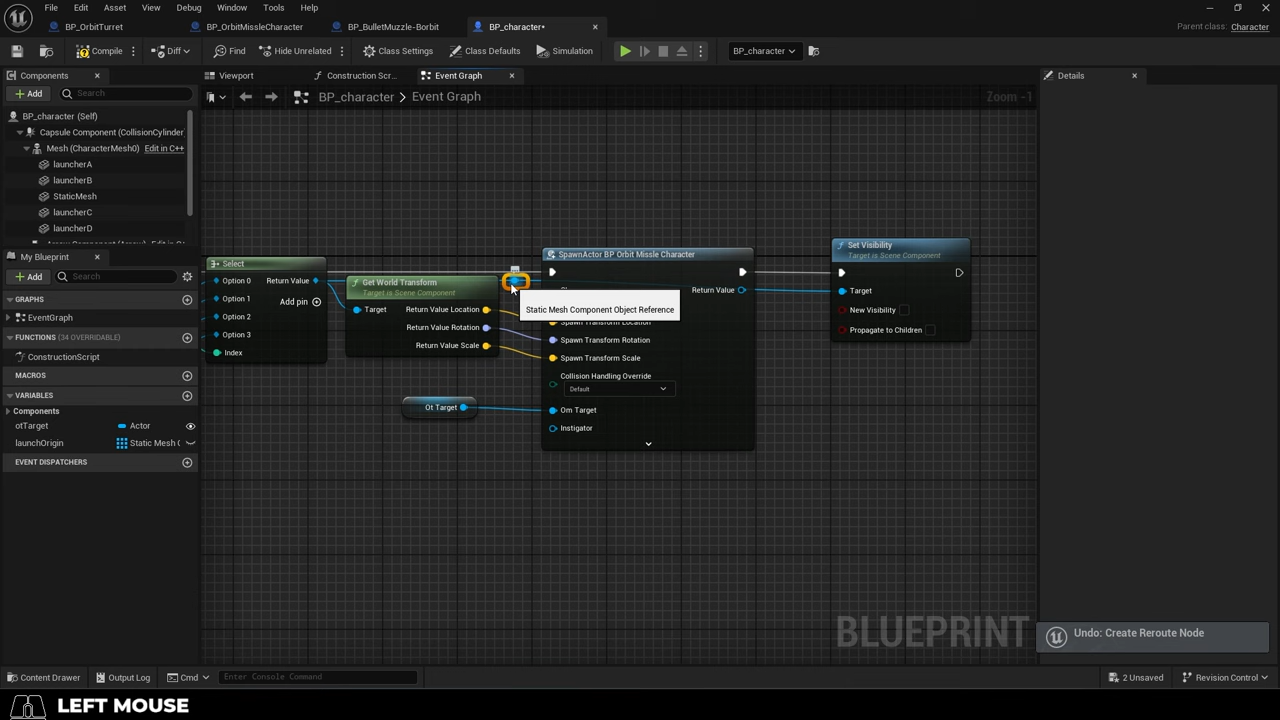 File Edit Asset View Debug Window Tools Help
BP_OrbitTurret BP_OrbitMissleCharacter BP_BulletMuzzle-Borbit BP_character• Parent class: Character
Compile Diff Find Hide Unrelated Class Settings Class Defaults Simulation BP_character
Components Viewport Construction Scr... Event Graph Details
Add Search BP_character > Event Graph Zoom -1
BP_character (Self)
Capsule Component (CollisionCylinder)
Mesh (CharacterMesh0) Edit in C++
launcherA
launcherB
StaticMesh
launcherC
launcherD
My Blueprint
Add Search
GRAPHS
EventGraph
FUNCTIONS (34 OVERRIDABLE)
ConstructionScript
MACROS
VARIABLES
Components
otTarget Actor
launchOrigin Static Mesh C
EVENT DISPATCHERS
Select
Option 0 Return Value
Option 1 Add pin
Option 2
Option 3
Index
Get World Transform
Target is Scene Component
Target Return Value Location
Return Value Rotation
Return Value Scale
Ot Target
Static Mesh Component Object Reference
SpawnActor BP Orbit Missle Character
Return Value
Spawn Transform Location
Spawn Transform Rotation
Spawn Transform Scale
Collision Handling Override
Default
Om Target
Instigator
Set Visibility
Target is Scene Component
Target
New Visibility
Propagate to Children
BLUEPRINT
Undo: Create Reroute Node
Content Drawer Output Log Cmd Enter Console Command 2 Unsaved Revision Control
LEFT MOUSE